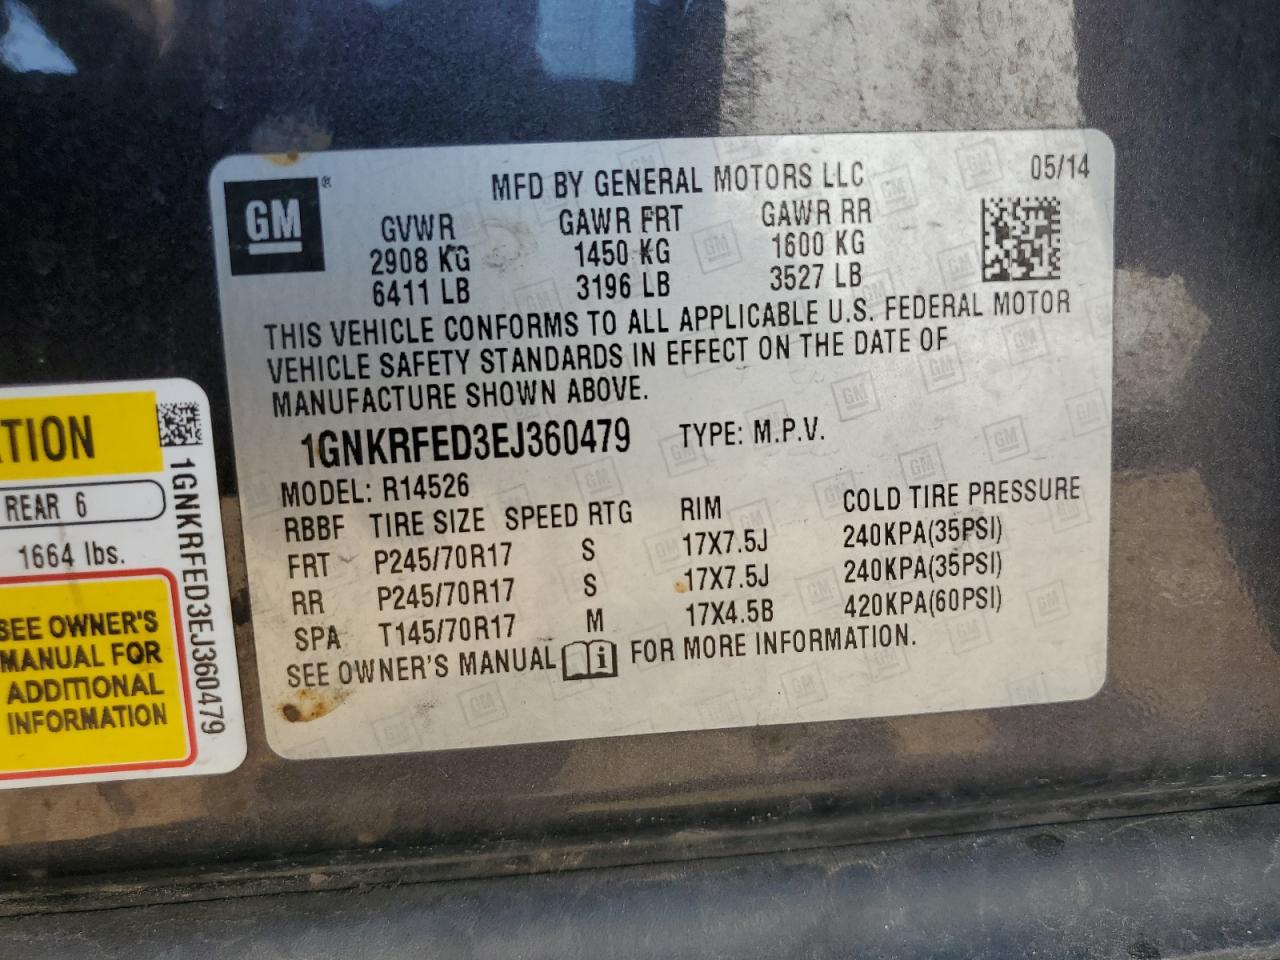 GM ®
MFD BY GENERAL MOTORS LLC
05/14
GVWR GAWR FRT GAWR RR
2908 KG 1450 KG 1600 KG
6411 LB 3196 LB 3527 LB
THIS VEHICLE CONFORMS TO ALL APPLICABLE U.S. FEDERAL MOTOR
VEHICLE SAFETY STANDARDS IN EFFECT ON THE DATE OF
MANUFACTURE SHOWN ABOVE.
1GNKRFED3EJ360479 TYPE: M.P.V.
MODEL: R14526
RBBF TIRE SIZE SPEED RTG RIM COLD TIRE PRESSURE
FRT P245/70R17 S 17X7.5J 240KPA(35PSI)
RR P245/70R17 S 17X7.5J 240KPA(35PSI)
SPA T145/70R17 M 17X4.5B 420KPA(60PSI)
SEE OWNER'S MANUAL i FOR MORE INFORMATION.
TION
REAR 6
1664 lbs.
SEE OWNER'S
MANUAL FOR
ADDITIONAL
INFORMATION
1GNKRFED3EJ360479